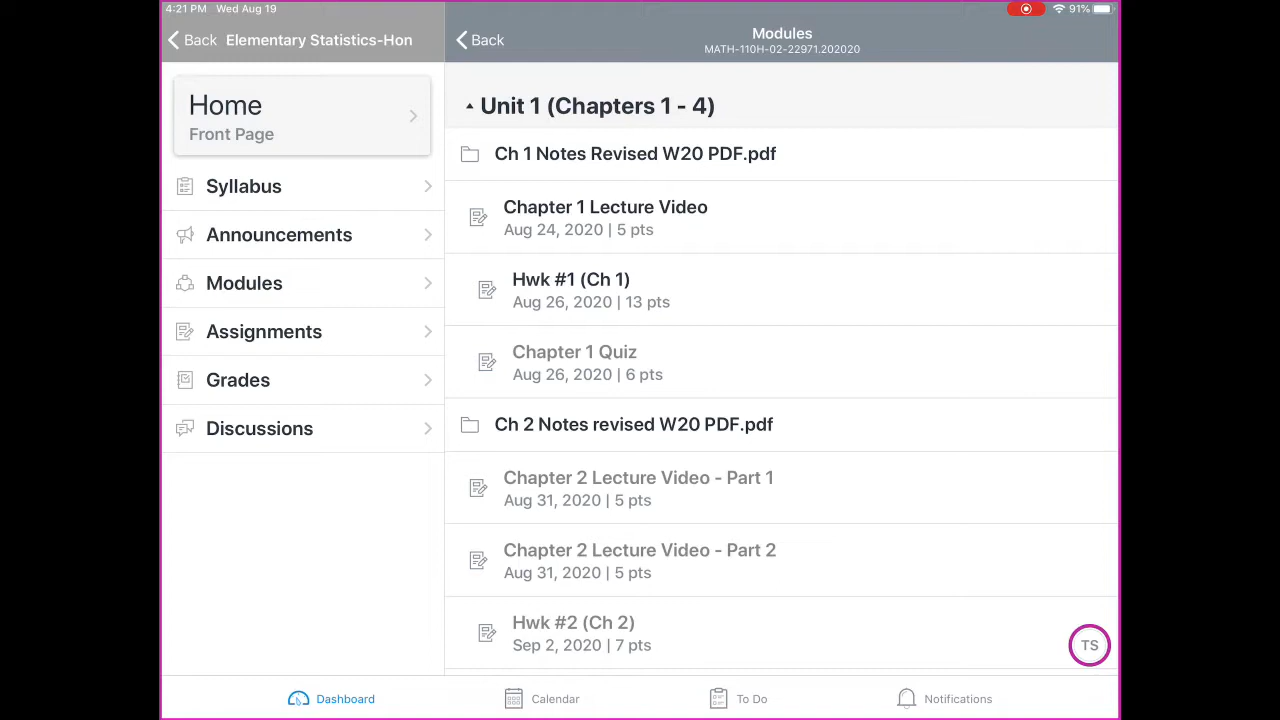 4:21 PM Wed Aug 19
91%
Back Elementary Statistics-Hon
Back
Modules
MATH-110H-02-22971.202020
Home
Front Page
Syllabus
Announcements
Modules
Assignments
Grades
Discussions
Unit 1 (Chapters 1 - 4)
Ch 1 Notes Revised W20 PDF.pdf
Chapter 1 Lecture Video
Aug 24, 2020 | 5 pts
Hwk #1 (Ch 1)
Aug 26, 2020 | 13 pts
Chapter 1 Quiz
Aug 26, 2020 | 6 pts
Ch 2 Notes revised W20 PDF.pdf
Chapter 2 Lecture Video - Part 1
Aug 31, 2020 | 5 pts
Chapter 2 Lecture Video - Part 2
Aug 31, 2020 | 5 pts
Hwk #2 (Ch 2)
Sep 2, 2020 | 7 pts
TS
Dashboard
Calendar
To Do
Notifications